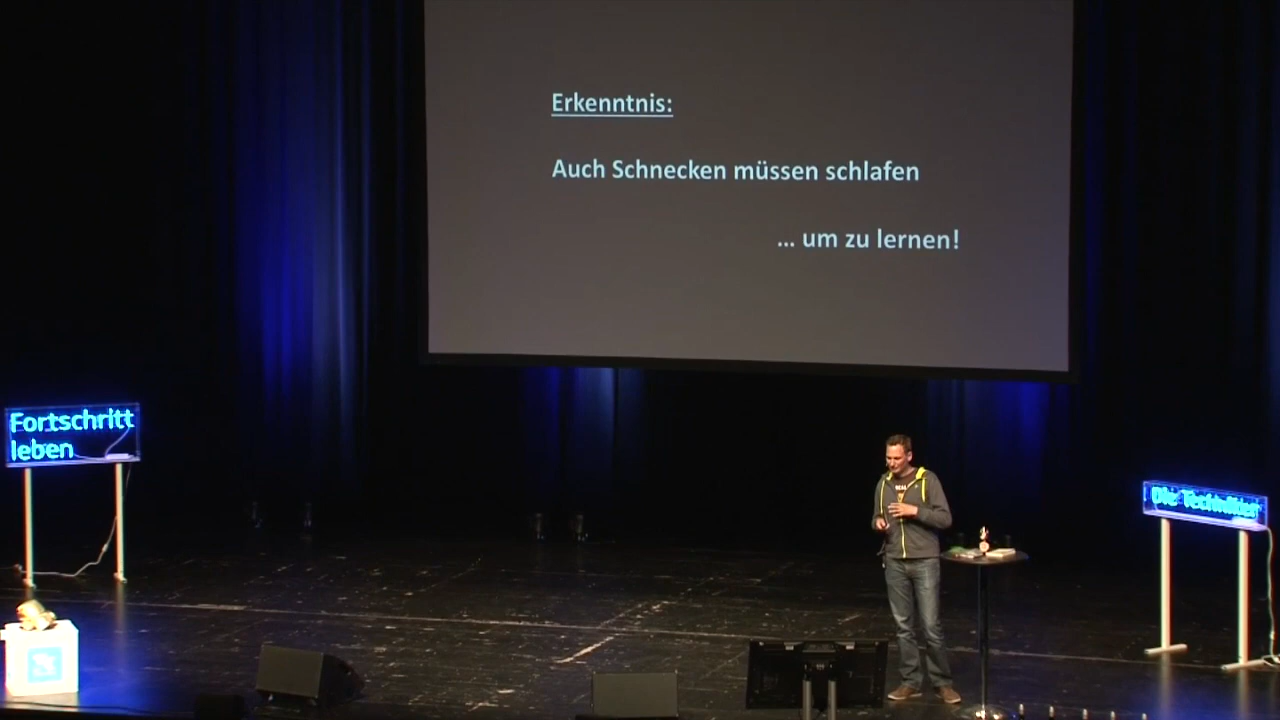 Erkenntnis:
Auch Schnecken müssen schlafen
... um zu lernen!
Fortschritt
leben
Die Techniker